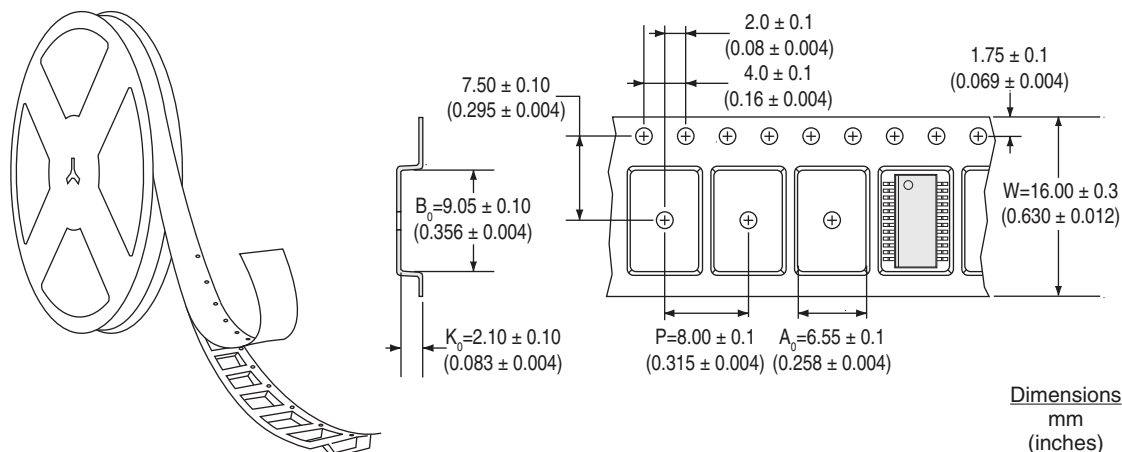 2.0 ± 0.1
(0.08 ± 0.004)
1.75 ± 0.1
(0.069 ± 0.004)
7.50 ± 0.10
(0.295 ± 0.004)
4.0 ± 0.1
(0.16 ± 0.004)
B₀=9.05 ± 0.10
(0.356 ± 0.004)
W=16.00 ± 0.3
(0.630 ± 0.012)
K₀=2.10 ± 0.10
(0.083 ± 0.004)
P=8.00 ± 0.1
(0.315 ± 0.004)
A₀=6.55 ± 0.1
(0.258 ± 0.004)
Dimensions
mm
(inches)